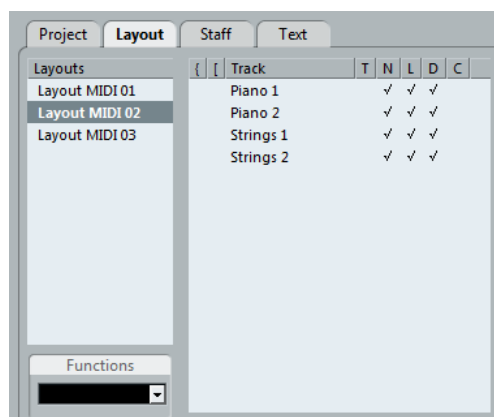 Project Layout Staff Text
Layouts { [ Track T N L D C
Layout MIDI 01 Piano 1 √ √ √
Layout MIDI 02 Piano 2 √ √ √
Layout MIDI 03 Strings 1 √ √ √
Strings 2 √ √ √
Functions